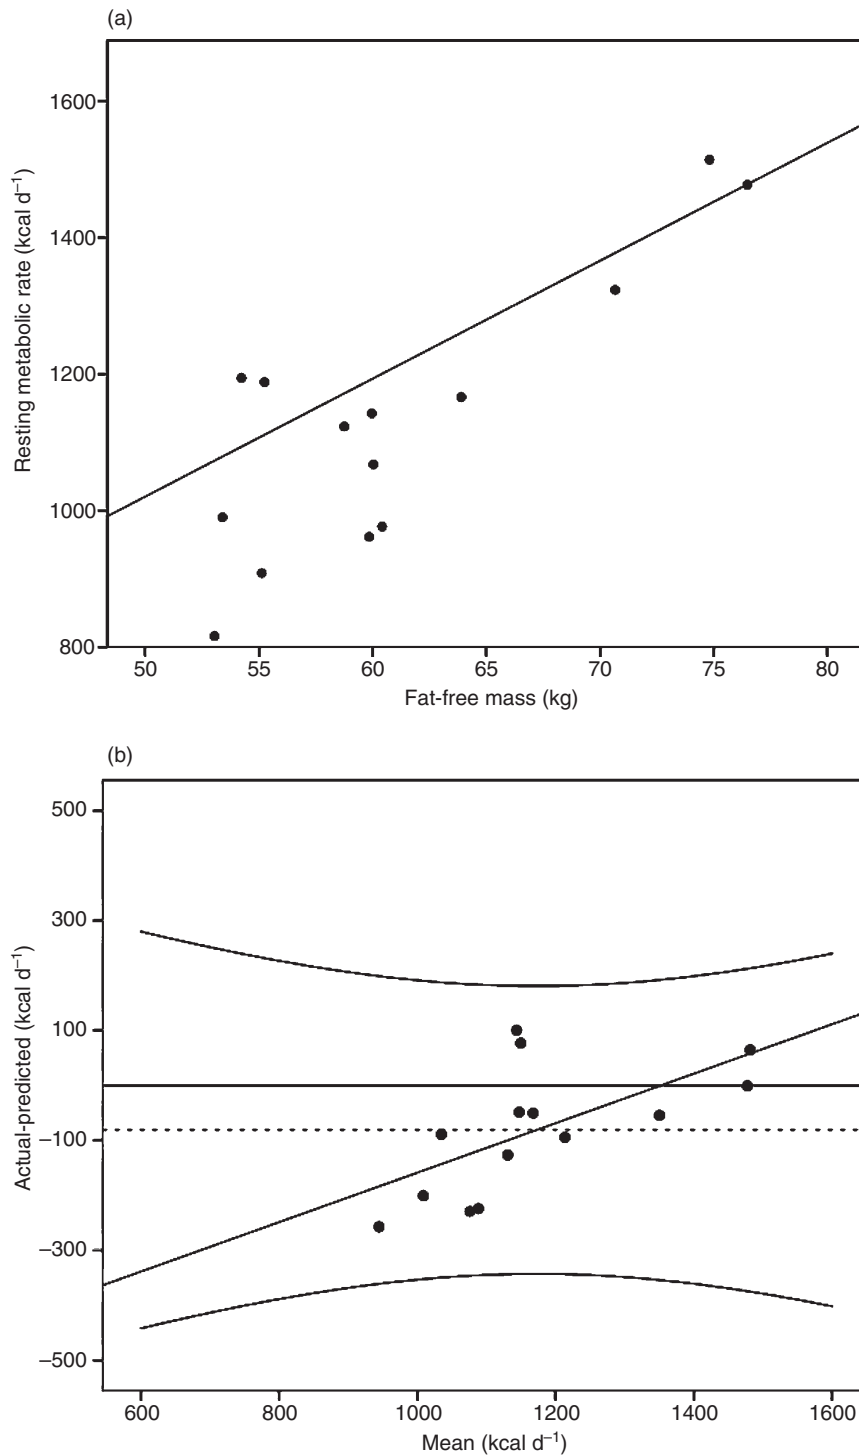 (a)
Resting metabolic rate (kcal d⁻¹)
1600
1400
1200
1000
800
50 55 60 65 70 75 80
Fat-free mass (kg)
(b)
Actual-predicted (kcal d⁻¹)
500
300
100
−100
−300
−500
600 800 1000 1200 1400 1600
Mean (kcal d⁻¹)